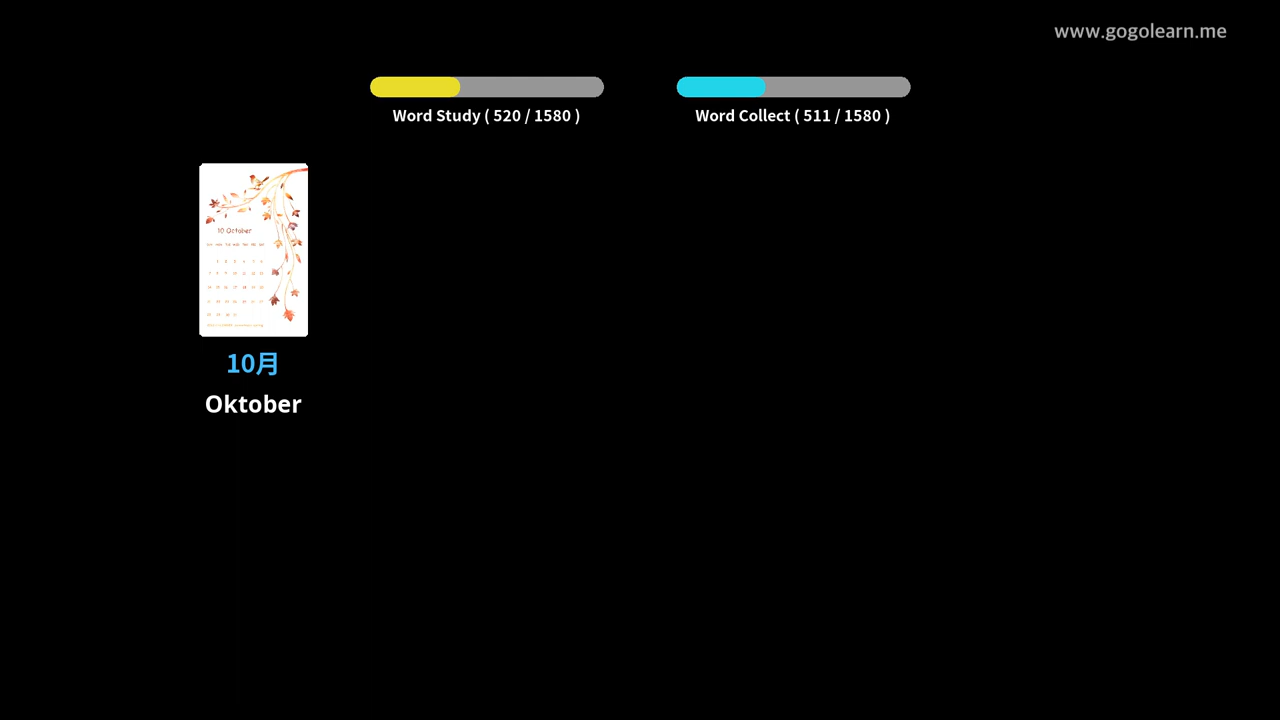 www.gogolearn.me
Word Study ( 520 / 1580 )
Word Collect ( 511 / 1580 )
10 October
10月
Oktober